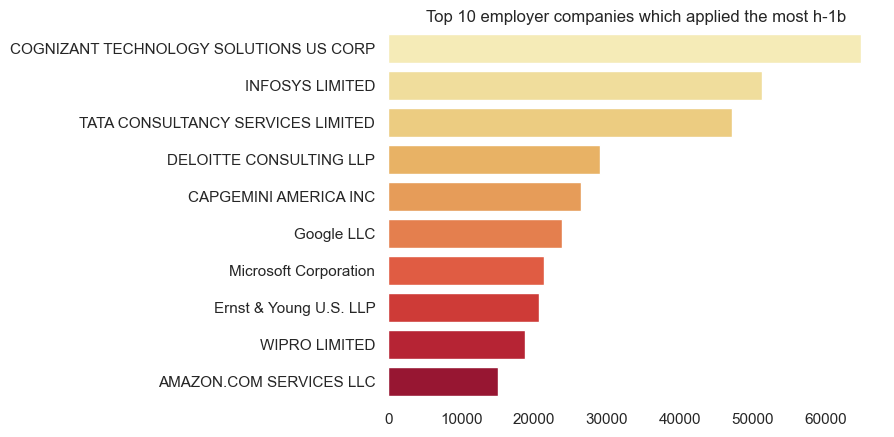 Top 10 employer companies which applied the most h-1b
COGNIZANT TECHNOLOGY SOLUTIONS US CORP
INFOSYS LIMITED
TATA CONSULTANCY SERVICES LIMITED
DELOITTE CONSULTING LLP
CAPGEMINI AMERICA INC
Google LLC
Microsoft Corporation
Ernst & Young U.S. LLP
WIPRO LIMITED
AMAZON.COM SERVICES LLC
0 10000 20000 30000 40000 50000 60000